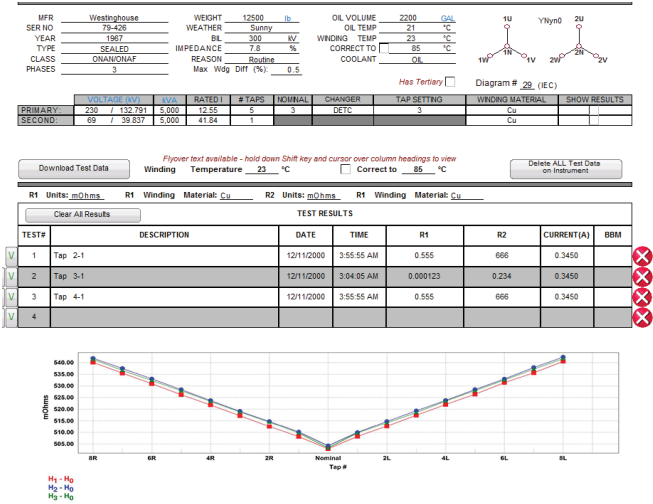 MFR Westinghouse WEIGHT 12500 lb OIL VOLUME 2200 GAL 1U YNyn0 2U
SER NO 79-426 WEATHER Sunny OIL TEMP 21 °C
YEAR 1967 BIL 300 kV WINDING TEMP 23 °C
TYPE SEALED IMPEDANCE 7.8 % CORRECT TO 85 °C 1N 2N
CLASS ONAN/ONAF REASON Routine COOLANT OIL 1W 1V 2W 2V
PHASES 3 Max Wdg Diff (%): 0.5
Has Tertiary Diagram # 29 (IEC)
VOLTAGE (kV) kVA RATED I # TAPS NOMINAL CHANGER TAP SETTING WINDING MATERIAL SHOW RESULTS
PRIMARY: 230 / 132.791 5,000 12.55 5 3 DETC 3 Cu
SECOND: 69 / 39.837 5,000 41.84 1 Cu
Flyover text available - hold down Shift key and cursor over column headings to view
Download Test Data Winding Temperature 23 °C Correct to 85 °C Delete ALL Test Data on Instrument
R1 Units: mOhms R1 Winding Material: Cu R2 Units: mOhms R1 Winding Material: Cu
Clear All Results TEST RESULTS
TEST# DESCRIPTION DATE TIME R1 R2 CURRENT(A) BBM
V 1 Tap 2-1 12/11/2000 3:55:55 AM 0.555 666 0.3450
V 2 Tap 3-1 12/11/2000 3:04:05 AM 0.000123 0.234 0.3450
V 3 Tap 4-1 12/11/2000 3:55:55 AM 0.555 666 0.3450
V 4
mOhms
540.00
535.00
530.00
525.00
520.00
515.00
510.00
505.00
8R 6R 4R 2R Nominal 2L 4L 6L 8L
Tap #
H1 - H0
H2 - H0
H3 - H0